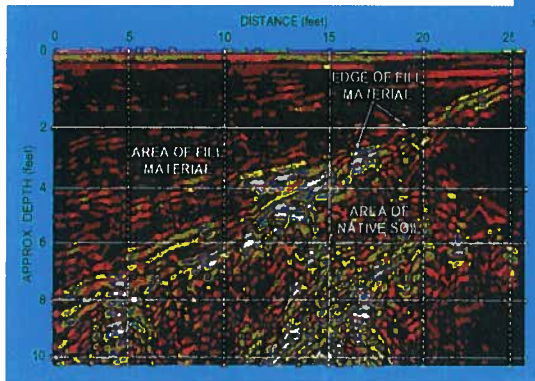 DISTANCE (feet)
0 5 10 15 20 25
APPROX. DEPTH (feet)
0
2
4
6
8
10
EDGE OF FILL
MATERIAL
AREA OF FILL
MATERIAL
AREA OF
NATIVE SOIL